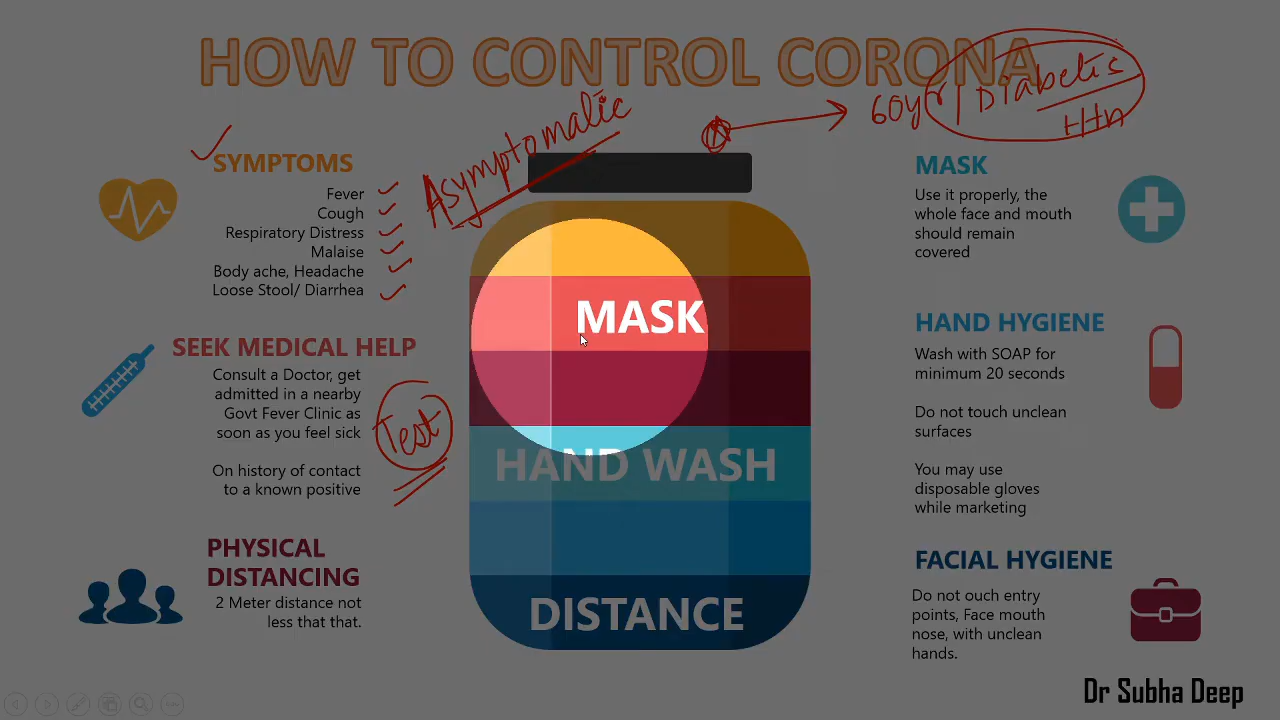 HOW TO CONTROL CORONA
60yr | Diabetic
Htn
Asymptomatic
SYMPTOMS
Fever
Cough
Respiratory Distress
Malaise
Body ache, Headache
Loose Stool/ Diarrhea
SEEK MEDICAL HELP
Consult a Doctor, get
admitted in a nearby
Govt Fever Clinic as
soon as you feel sick
On history of contact
to a known positive
Test
PHYSICAL
DISTANCING
2 Meter distance not
less that that.
MASK
HAND WASH
DISTANCE
MASK
Use it properly, the
whole face and mouth
should remain
covered
HAND HYGIENE
Wash with SOAP for
minimum 20 seconds
Do not touch unclean
surfaces
You may use
disposable gloves
while marketing
FACIAL HYGIENE
Do not ouch entry
points, Face mouth
nose, with unclean
hands.
Dr Subha Deep